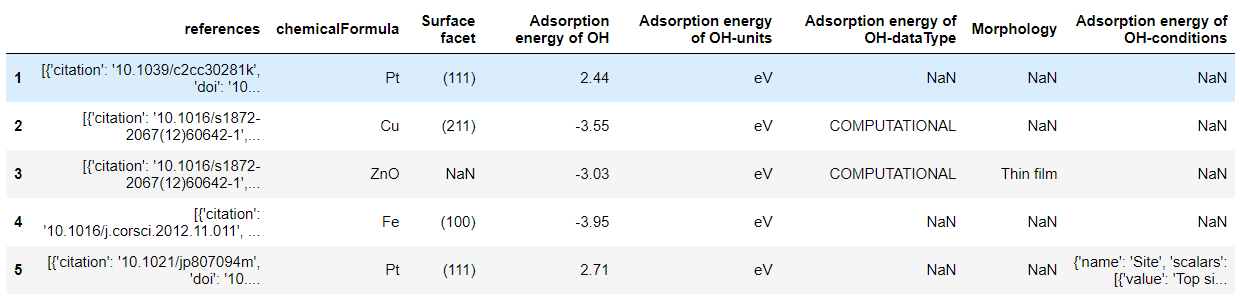 references chemicalFormula Surface facet Adsorption energy of OH Adsorption energy of OH-units Adsorption energy of OH-dataType Morphology Adsorption energy of OH-conditions
1 [{'citation': '10.1039/c2cc30281k', 'doi': '10... Pt (111) 2.44 eV NaN NaN NaN
2 [{'citation': '10.1016/s1872-2067(12)60642-1',... Cu (211) -3.55 eV COMPUTATIONAL NaN NaN
3 [{'citation': '10.1016/s1872-2067(12)60642-1',... ZnO NaN -3.03 eV COMPUTATIONAL Thin film NaN
4 [{'citation': '10.1016/j.corsci.2012.11.011', ... Fe (100) -3.95 eV NaN NaN NaN
5 [{'citation': '10.1021/jp807094m', 'doi': '10.... Pt (111) 2.71 eV NaN NaN {'name': 'Site', 'scalars': [{'value': 'Top si...